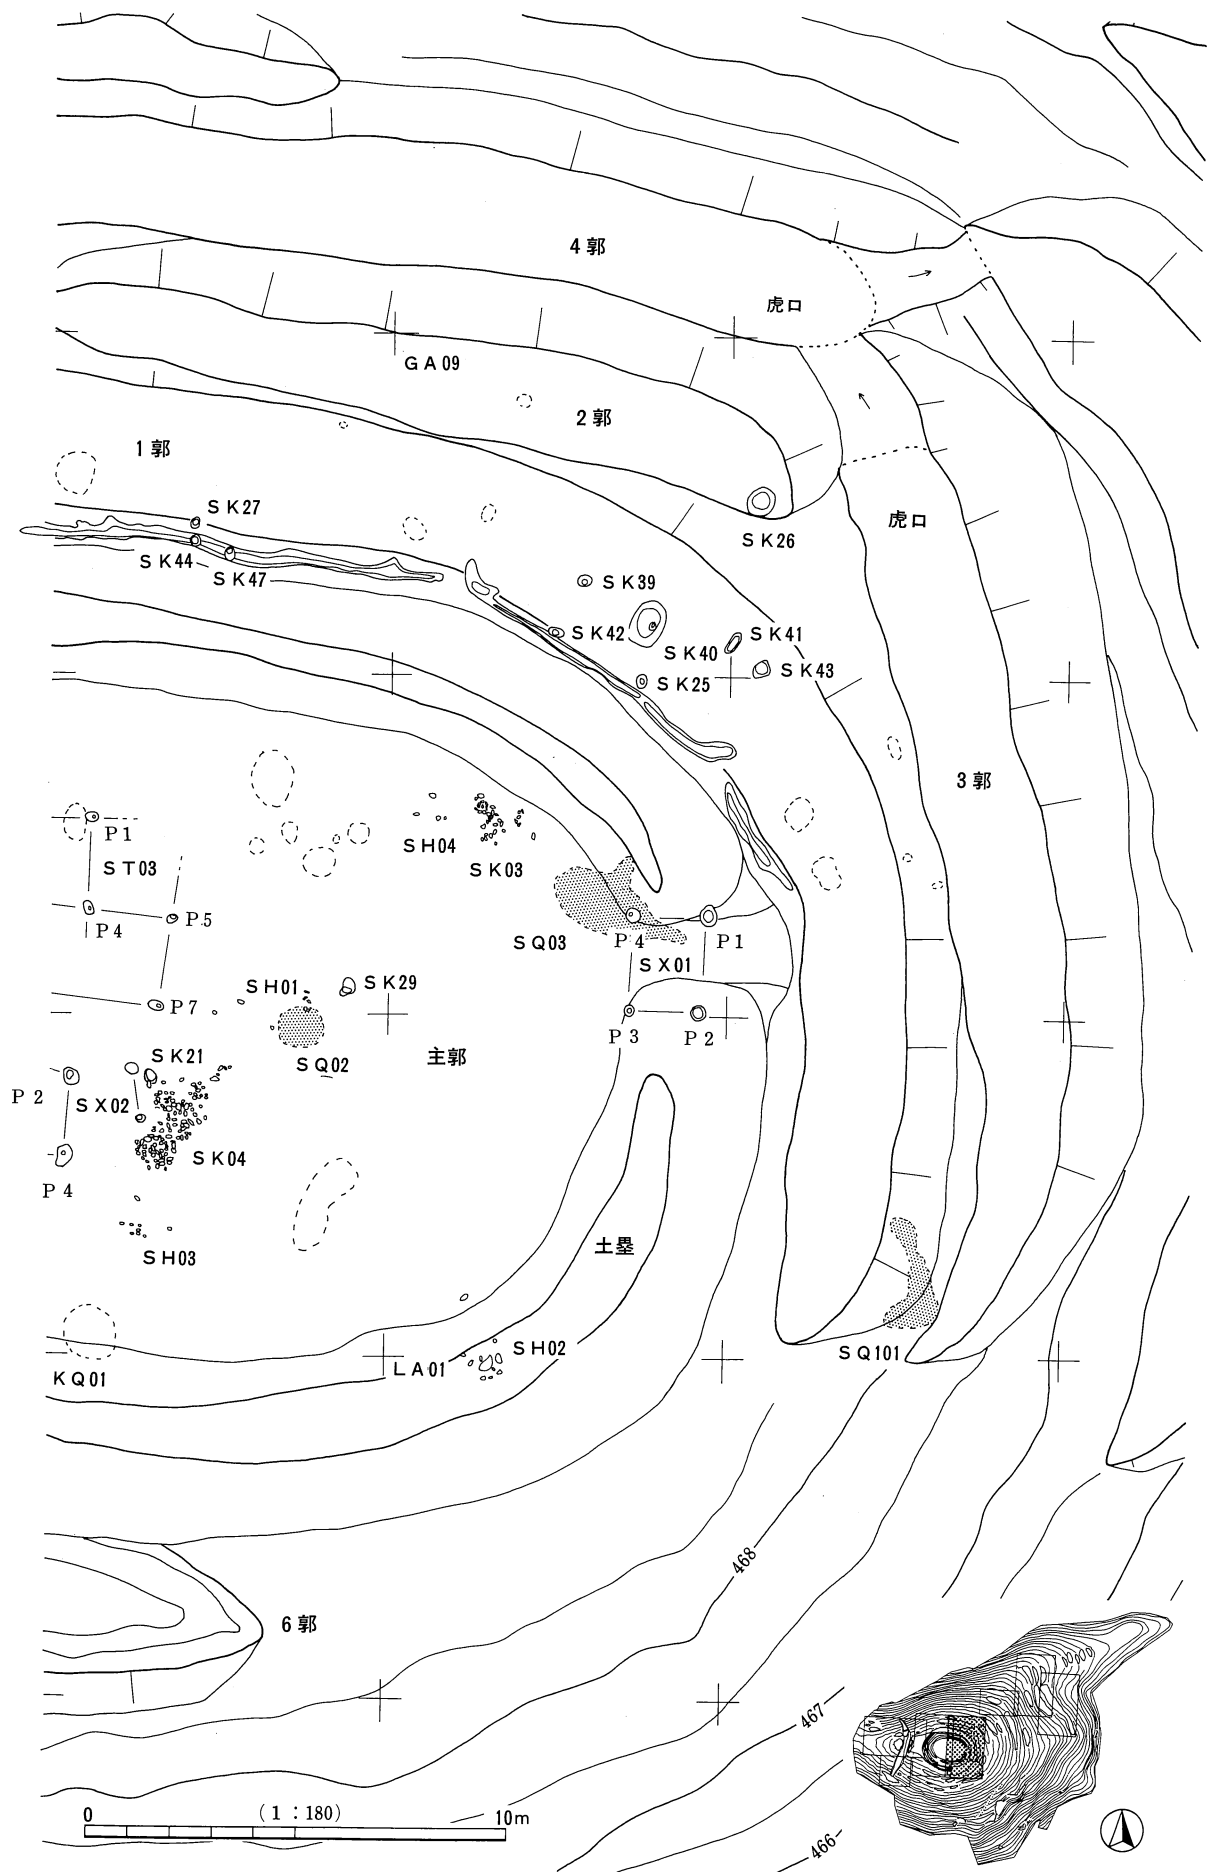 4郭
虎口
GA09
2郭
1郭
SK27
虎口
SK26
SK44
SK47
SK39
SK42
SK41
SK40
SK43
SK25
3郭
P1
SH04
ST03
SK03
P5
P4
SQ03
P4
P1
SX01
SH01
SK29
P7
P3
P2
主郭
SK21
SQ02
P2
SX02
SK04
P4
土塁
SH03
SH02
SQ101
LA01
KQ01
468
6郭
467
0
(1:180)
10m
466